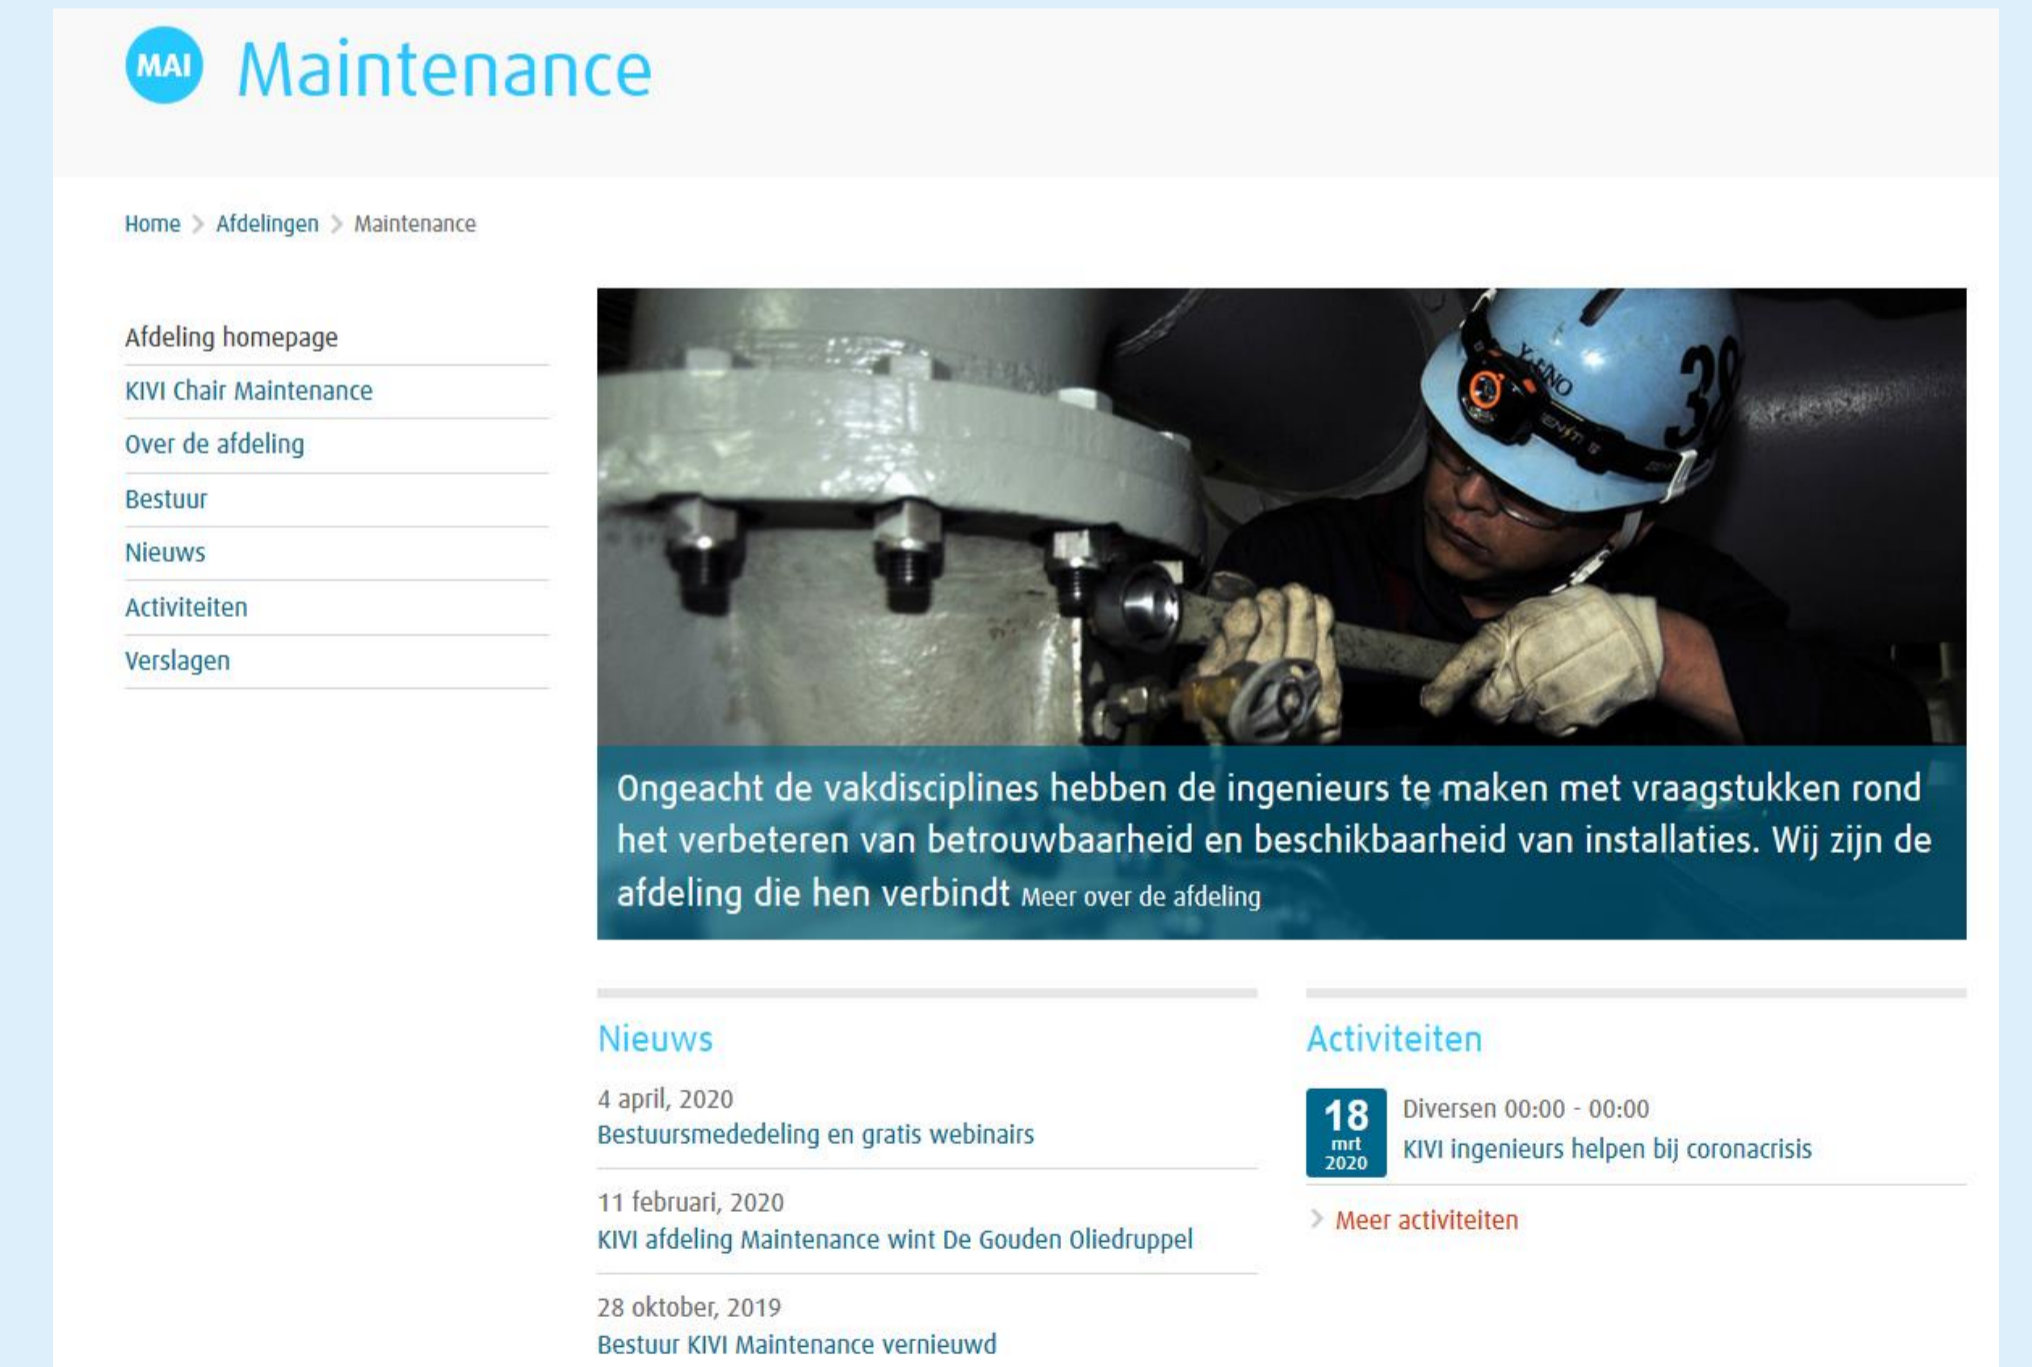 MAI Maintenance
Home > Afdelingen > Maintenance
Afdeling homepage
KIVI Chair Maintenance
Over de afdeling
Bestuur
Nieuws
Activiteiten
Verslagen
38
Ongeacht de vakdisciplines hebben de ingenieurs te maken met vraagstukken rond
het verbeteren van betrouwbaarheid en beschikbaarheid van installaties. Wij zijn de
afdeling die hen verbindt Meer over de afdeling
Nieuws
4 april, 2020
Bestuursmededeling en gratis webinairs
11 februari, 2020
KIVI afdeling Maintenance wint De Gouden Oliedruppel
28 oktober, 2019
Bestuur KIVI Maintenance vernieuwd
Activiteiten
18
mrt
2020
Diversen 00:00 - 00:00
KIVI ingenieurs helpen bij coronacrisis
> Meer activiteiten